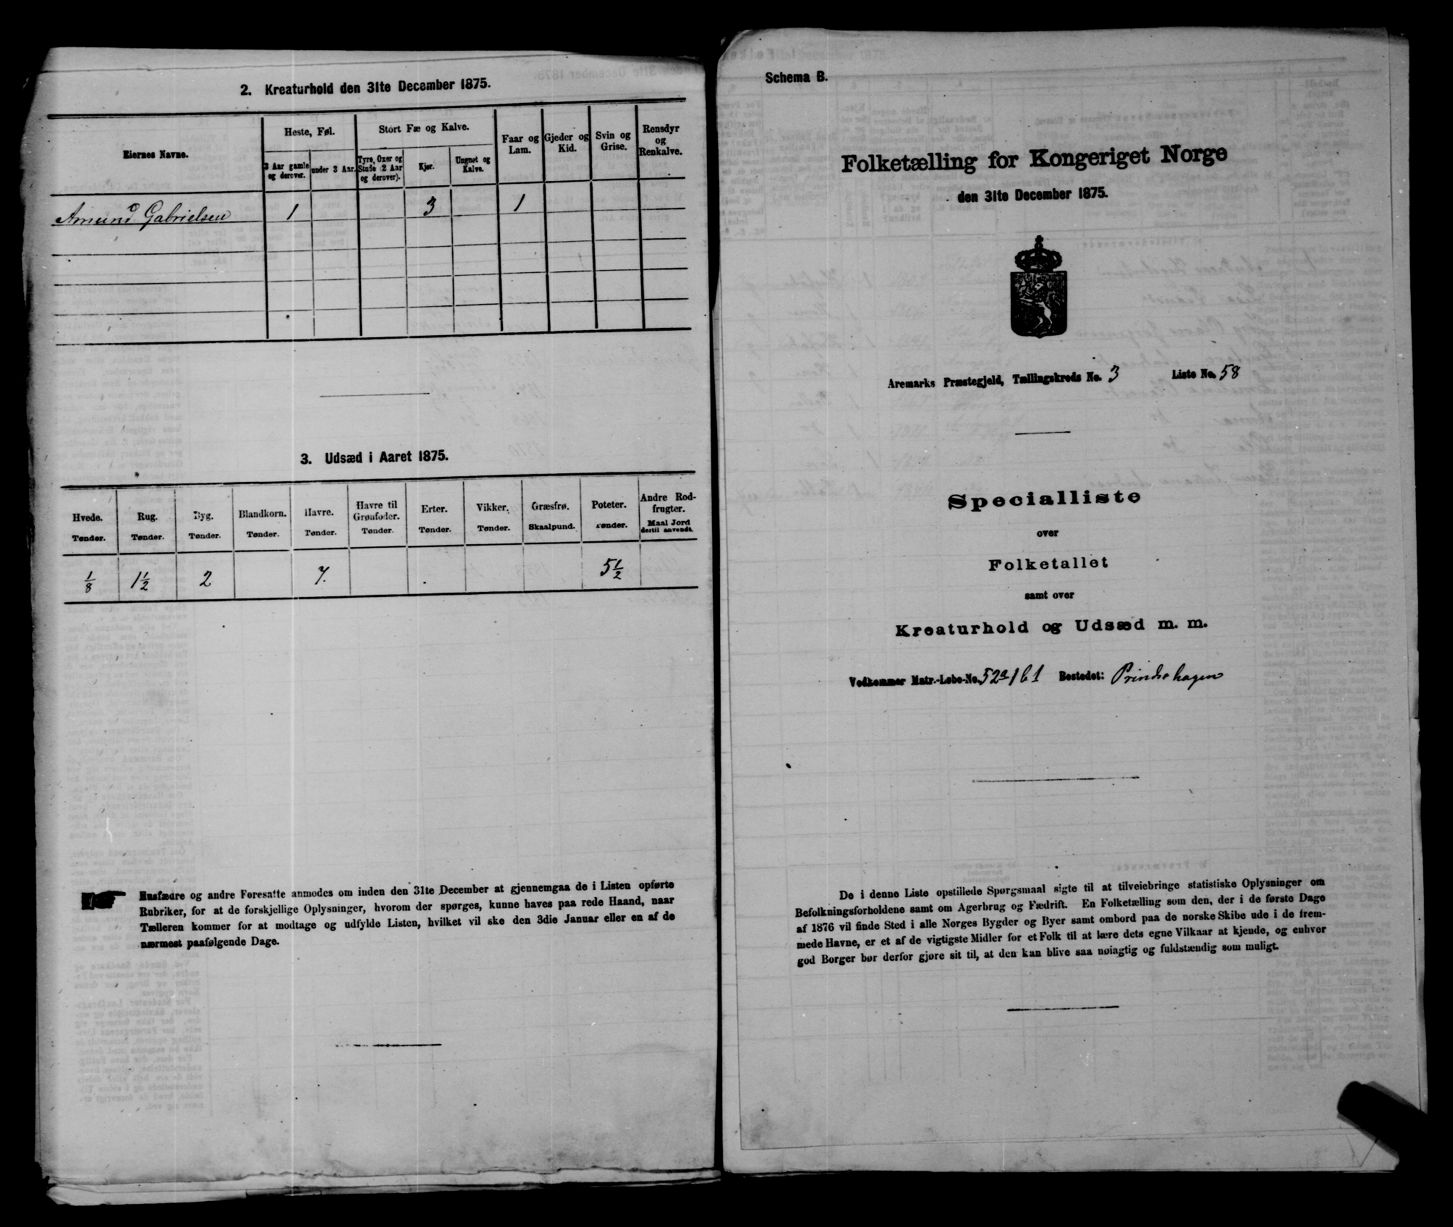 2. Kreaturhold den 31te December 1875.
Eiernes Navne.
Heste, Føl.
Stort Fæ og Kalve.
Faar og Lam.
Gjeder og Kid.
Svin og Grise.
Rensdyr og Renkalve.
3 Aar gamle og derover.
under 3 Aar.
Tyre, Oxer og Stude (2 Aar og derover).
Kjør.
Ungnøt og Kalve.
Amund Gabrielsen 1 3 1
3. Udsæd i Aaret 1875.
Hvede. Rug. Byg. Blandkorn. Havre. Havre til Grønfoder. Erter. Vikker. Græsfrø. Poteter. Andre Rodfrugter.
Tønder. Tønder. Tønder. Tønder. Tønder. Tønder. Tønder. Tønder. Skaalpund. Tønder. Maal Jord dertil anvendt.
1/8 1 1/2 2 7. 5 1/2
Husfædre og andre Foresatte anmodes om inden den 31te December at gjennemgaa de i Listen opførte
Rubriker, for at de forskjellige Oplysninger, hvorom der spørges, kunne haves paa rede Haand, naar
Tælleren kommer for at modtage og udfylde Listen, hvilket vil ske den 3die Januar eller en af de
nærmest paafølgende Dage.
Schema B.
Folketælling for Kongeriget Norge
den 31te December 1875.
Aremarks Præstegjeld, Tællingskreds No. 3 Liste No. 58
Specialliste
over
Folketallet
samt over
Kreaturhold og Udsæd m. m.
Vedkommer Matr.-Løbe-No. 52a 1 b 1 Bostedet: Prindsehagen
De i denne Liste opstillede Spørgsmaal sigte til at tilveiebringe statistiske Oplysninger om
Befolkningsforholdene samt om Agerbrug og Fædrift. En Folketælling som den, der i de første Dage
af 1876 vil finde Sted i alle Norges Bygder og Byer samt ombord paa de norske Skibe ude i de frem-
mede Havne, er et af de vigtigste Midler for et Folk til at lære dets egne Vilkaar at kjende, og enhver
god Borger bør derfor gjøre sit til, at den kan blive saa nøiagtig og fuldstændig som muligt.